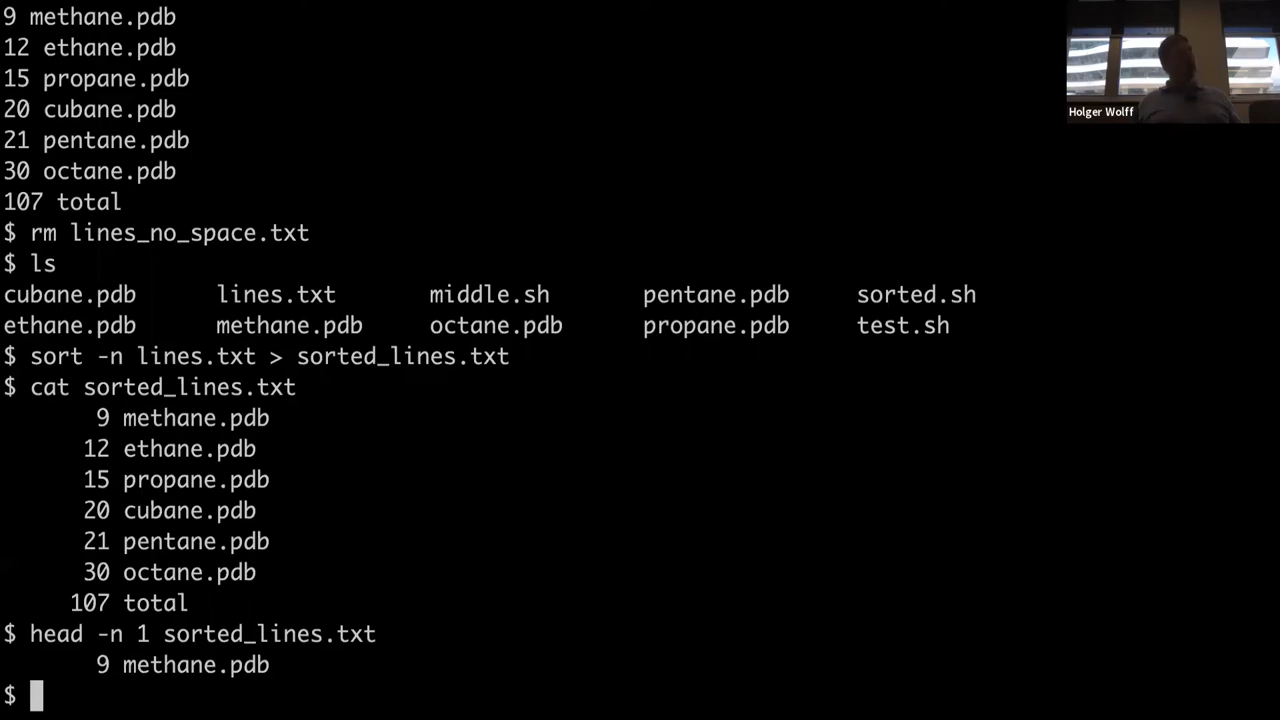 9 methane.pdb
12 ethane.pdb
15 propane.pdb
20 cubane.pdb
21 pentane.pdb
30 octane.pdb
107 total
$ rm lines_no_space.txt
$ ls
cubane.pdb lines.txt middle.sh pentane.pdb sorted.sh
ethane.pdb methane.pdb octane.pdb propane.pdb test.sh
$ sort -n lines.txt > sorted_lines.txt
$ cat sorted_lines.txt
9 methane.pdb
12 ethane.pdb
15 propane.pdb
20 cubane.pdb
21 pentane.pdb
30 octane.pdb
107 total
$ head -n 1 sorted_lines.txt
9 methane.pdb
$
Holger Wolff